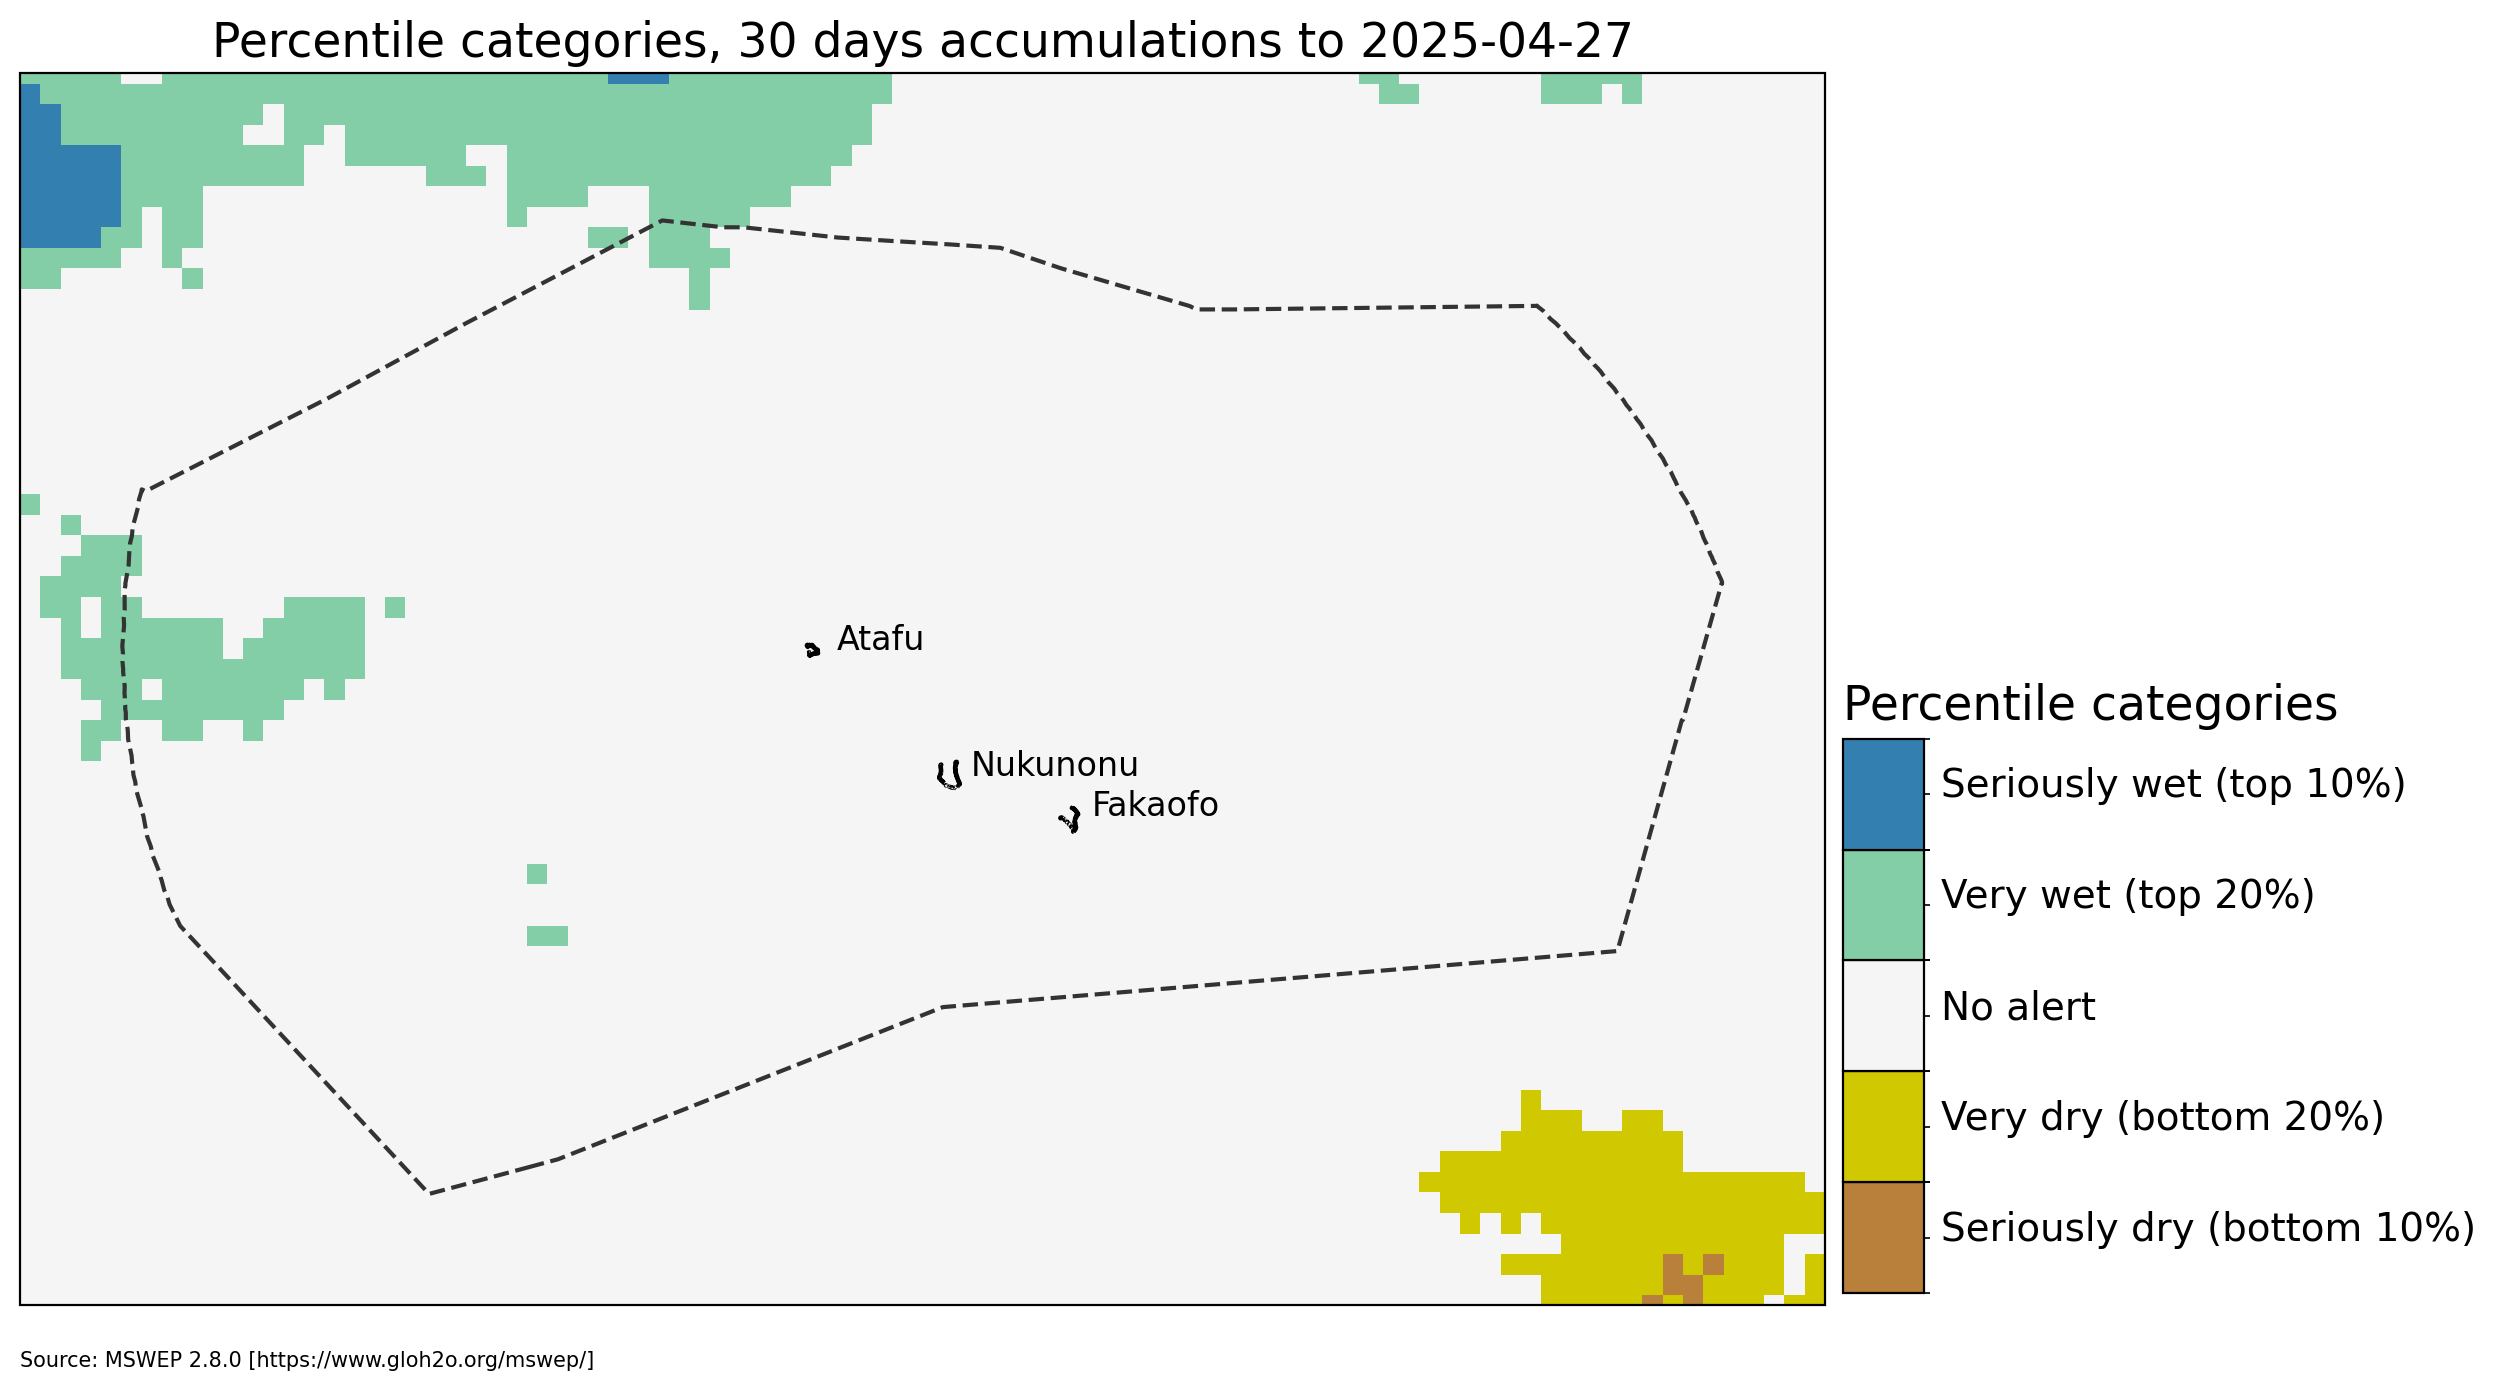 Percentile categories, 30 days accumulations to 2025-04-27
Atafu
Nukunonu
Fakaofo
Percentile categories
Seriously wet (top 10%)
Very wet (top 20%)
No alert
Very dry (bottom 20%)
Seriously dry (bottom 10%)
Source: MSWEP 2.8.0 [https://www.gloh2o.org/mswep/]